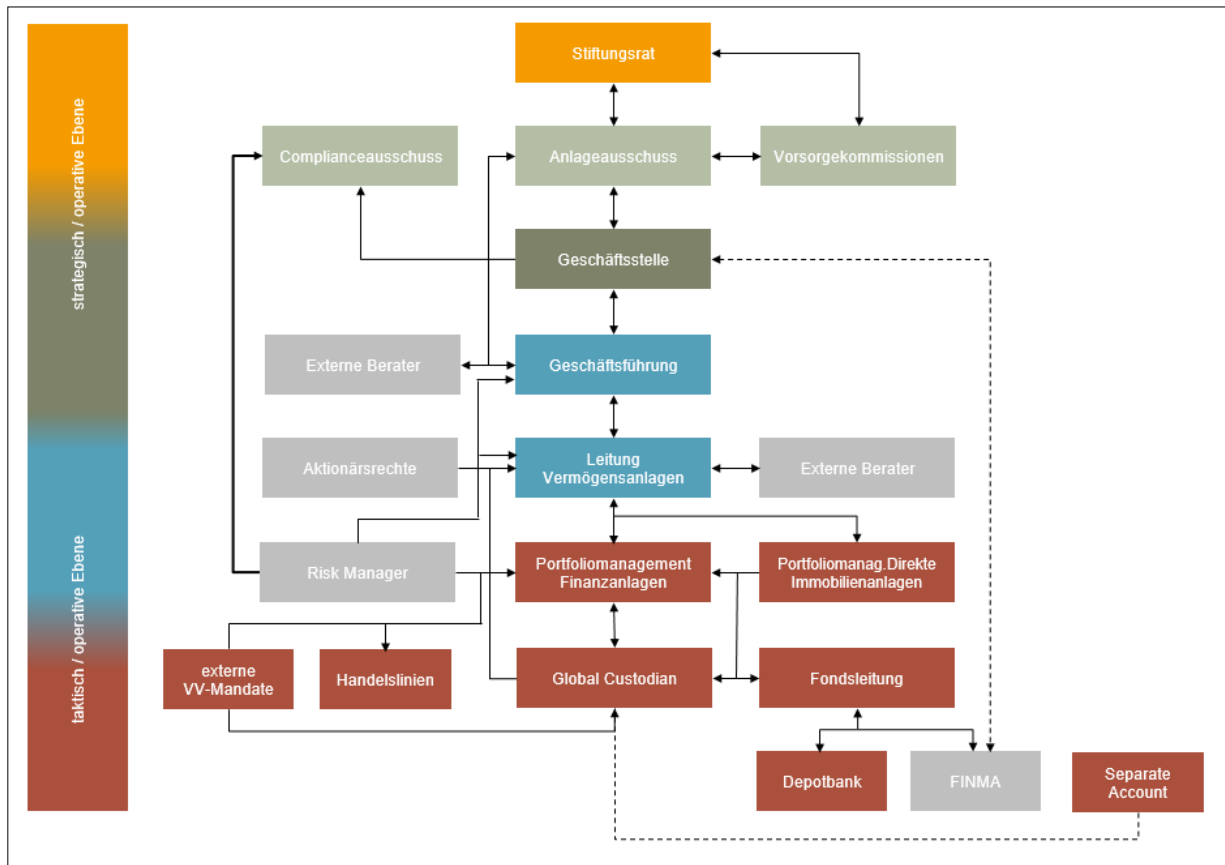 strategisch / operative Ebene
taktisch / operative Ebene
Stiftungsrat
Complianceausschuss
Anlageausschuss
Vorsorgekommissionen
Geschäftsstelle
Externe Berater
Geschäftsführung
Aktionärsrechte
Leitung
Vermögensanlagen
Externe Berater
Risk Manager
Portfoliomanagement
Finanzanlagen
Portfoliomanag.Direkte
Immobilienanlagen
externe
VV-Mandate
Handelslinien
Global Custodian
Fondsleitung
Depotbank
FINMA
Separate
Account